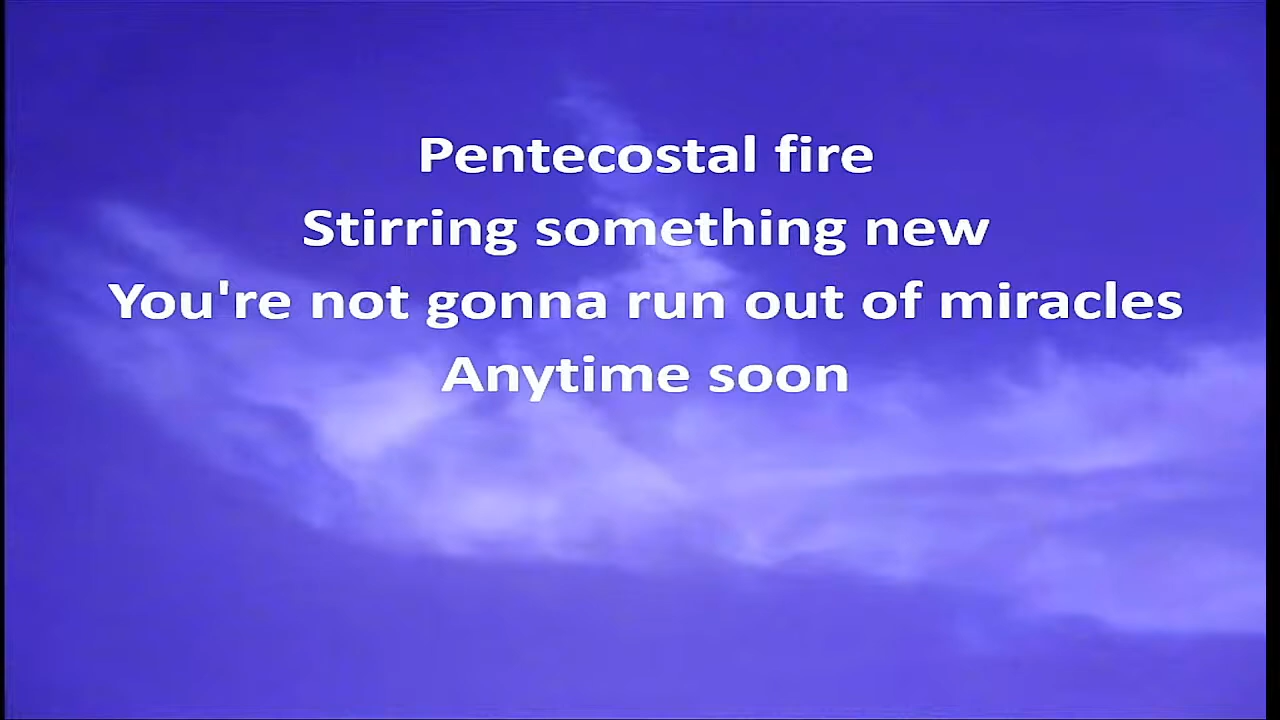 Pentecostal fire
Stirring something new
You're not gonna run out of miracles
Anytime soon